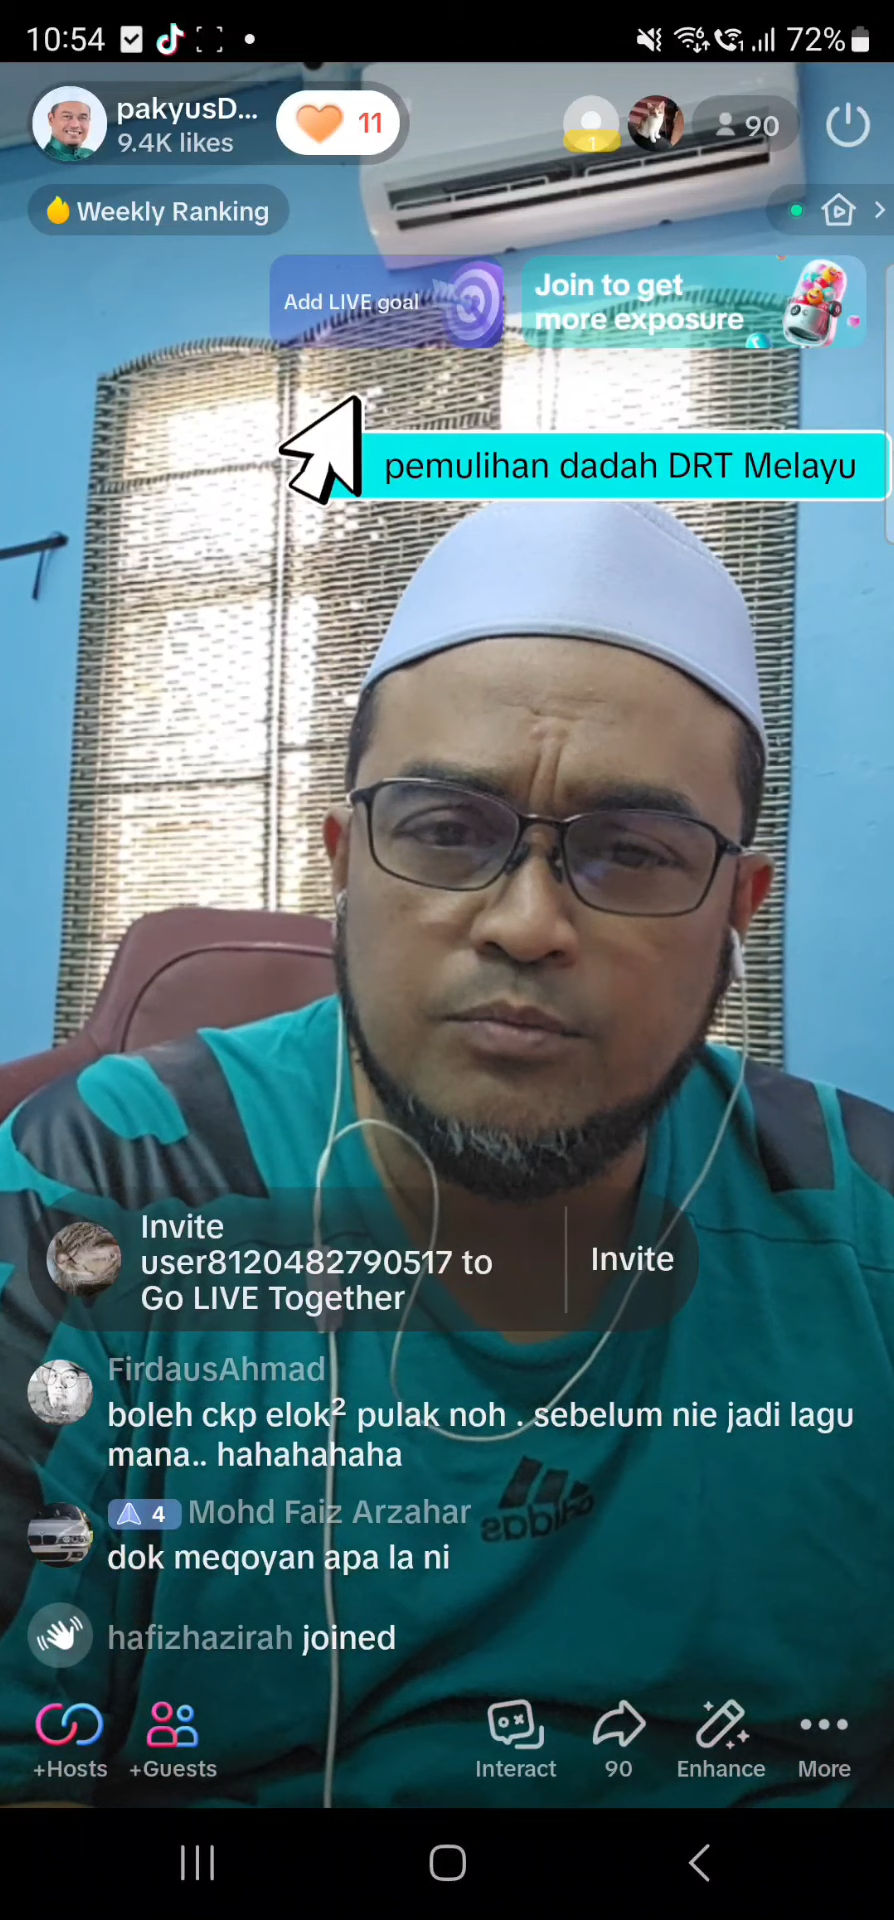 10:54
72%
pakyusD...
9.4K likes
11
1
90
Weekly Ranking
Add LIVE goal
Join to get
more exposure
pemulihan dadah DRT Melayu
Invite
user8120482790517 to
Go LIVE Together
Invite
FirdausAhmad
boleh ckp elok² pulak noh . sebelum nie jadi lagu
mana.. hahahahaha
4 Mohd Faiz Arzahar
dok meqoyan apa la ni
adidas
hafizhazirah joined
+Hosts
+Guests
Interact
90
Enhance
More